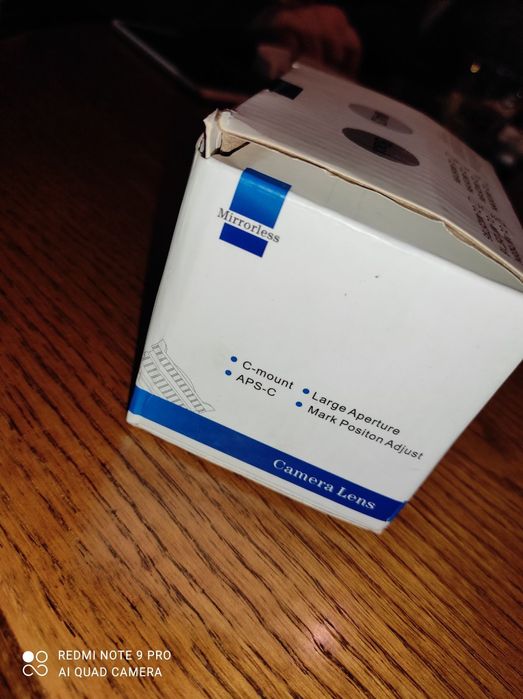 Mirrorless
C-mount
APS-C
Large Aperture
Mark Positon Adjust
Camera Lens
REDMI NOTE 9 PRO
AI QUAD CAMERA